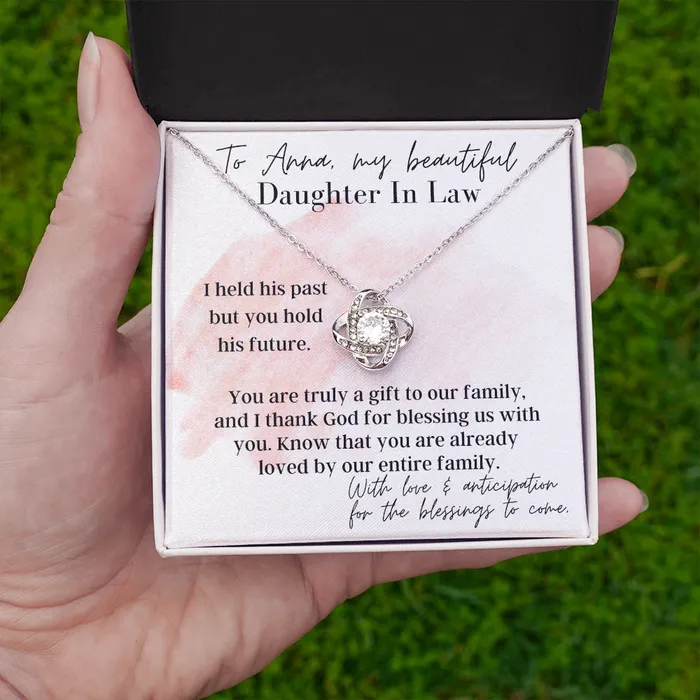 To Anna, my beautiful
Daughter In Law
I held his past
but you hold
his future.
You are truly a gift to our family,
and I thank God for blessing us with
you. Know that you are already
loved by our entire family.
With love & anticipation
for the blessings to come.